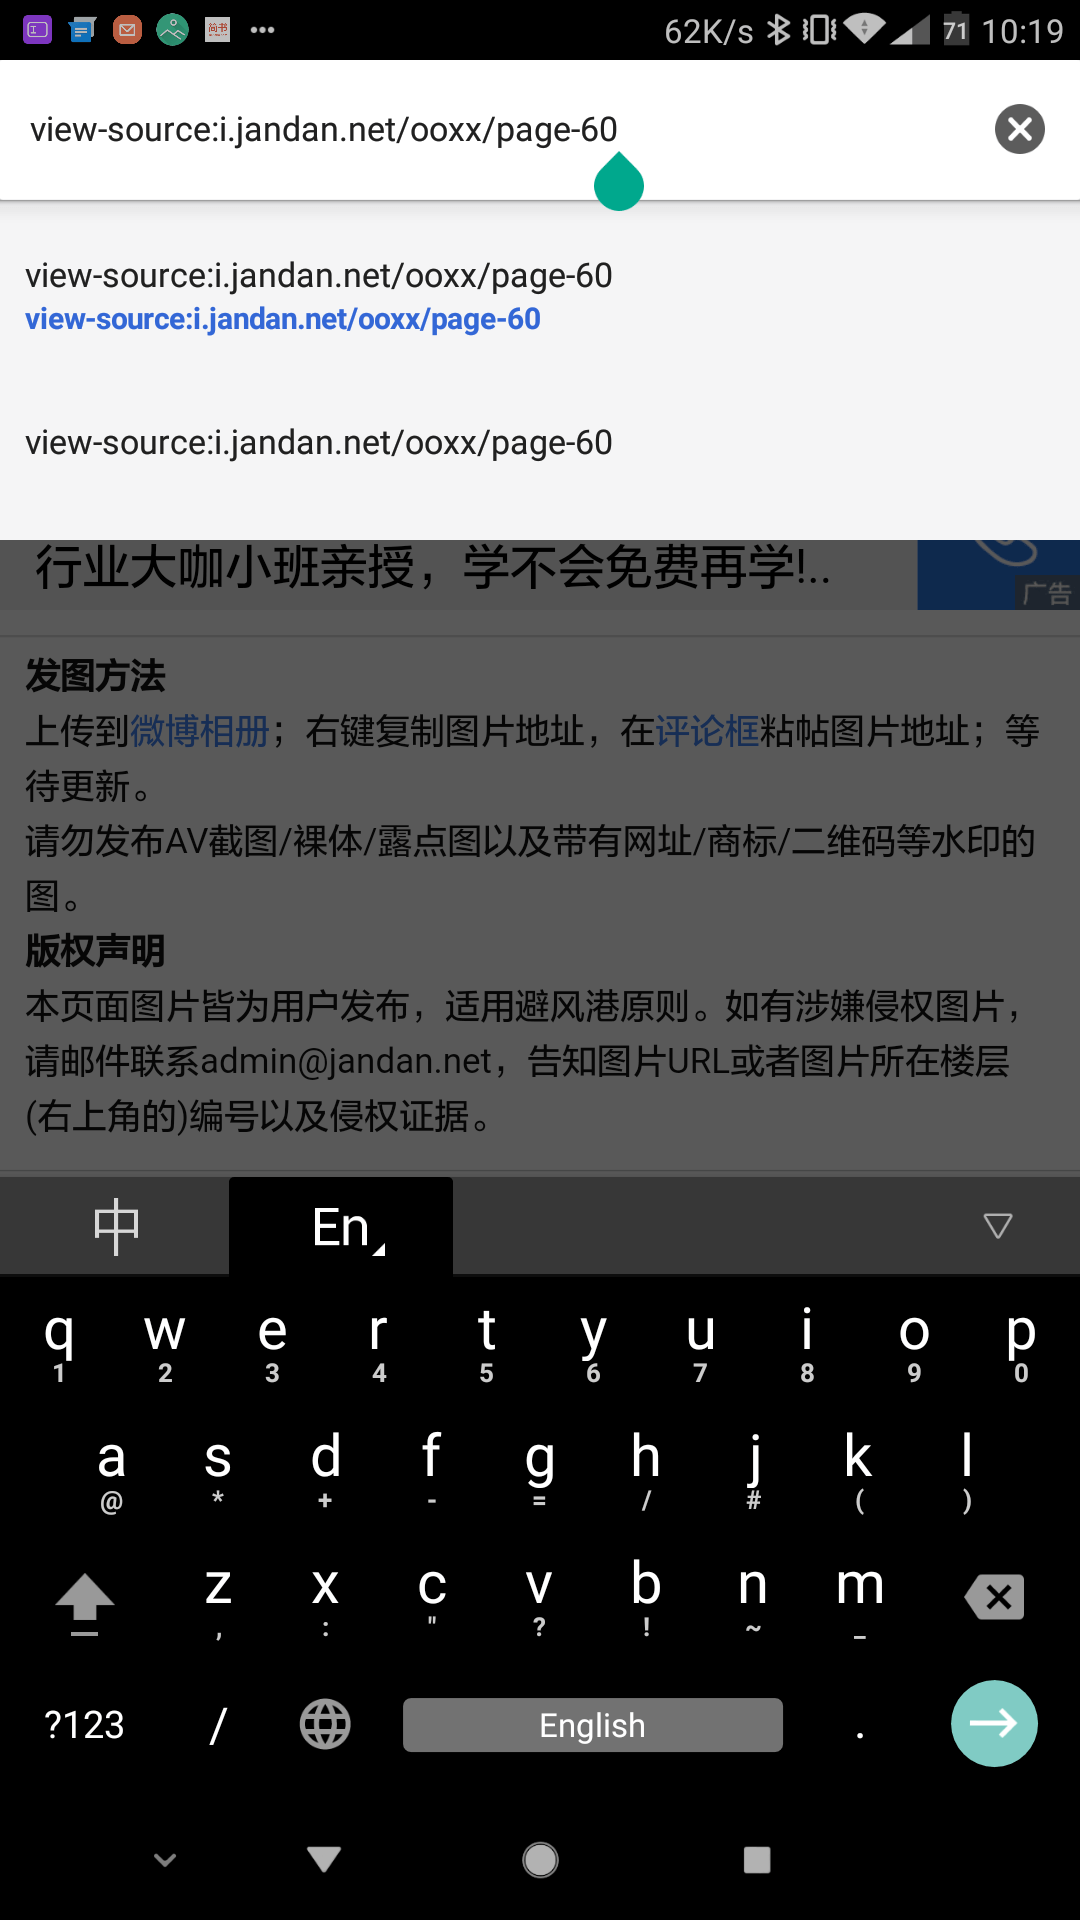 62K/s 71 10:19
view-source:i.jandan.net/ooxx/page-60
view-source:i.jandan.net/ooxx/page-60
view-source:i.jandan.net/ooxx/page-60
view-source:i.jandan.net/ooxx/page-60
行业大咖小班亲授，学不会免费再学!..
广告
发图方法
上传到微博相册；右键复制图片地址，在评论框粘帖图片地址；等
待更新。
请勿发布AV截图/裸体/露点图以及带有网址/商标/二维码等水印的
图。
版权声明
本页面图片皆为用户发布，适用避风港原则。如有涉嫌侵权图片，
请邮件联系admin@jandan.net，告知图片URL或者图片所在楼层
(右上角的)编号以及侵权证据。
中 En
q w e r t y u i o p
1 2 3 4 5 6 7 8 9 0
a s d f g h j k l
@ * + - = / # ( )
z x c v b n m
, : " ? ! ~ _
?123 / English .